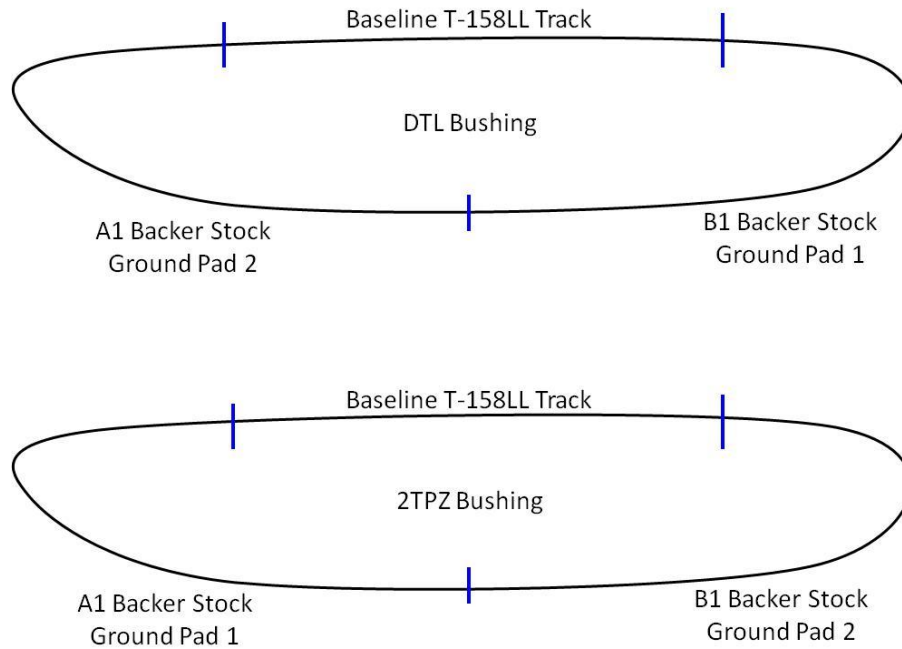 Baseline T-158LL Track
DTL Bushing
A1 Backer Stock
Ground Pad 2
B1 Backer Stock
Ground Pad 1
Baseline T-158LL Track
2TPZ Bushing
A1 Backer Stock
Ground Pad 1
B1 Backer Stock
Ground Pad 2